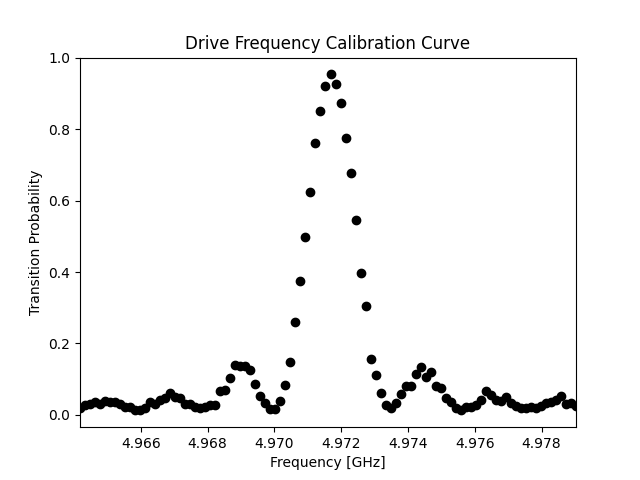 Drive Frequency Calibration Curve
Transition Probability
1.0
0.8
0.6
0.4
0.2
0.0
4.966 4.968 4.970 4.972 4.974 4.976 4.978
Frequency [GHz]